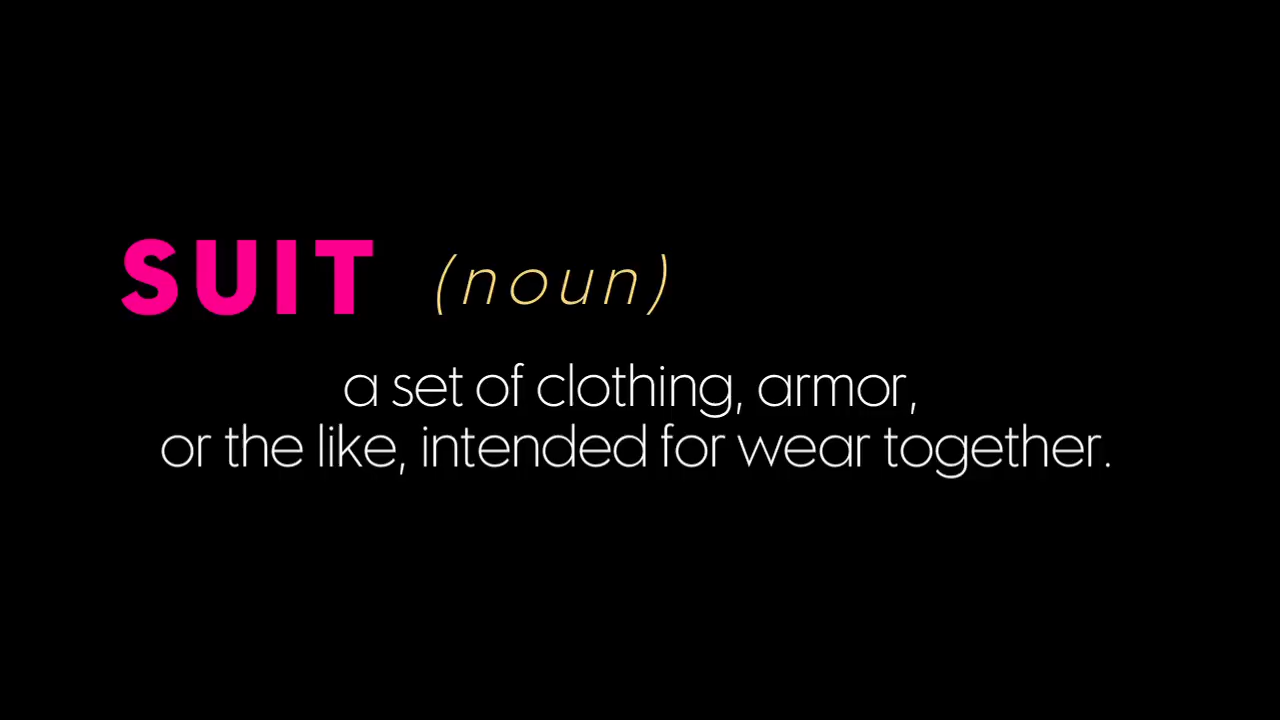 SUIT (noun)
a set of clothing, armor,
or the like, intended for wear together.